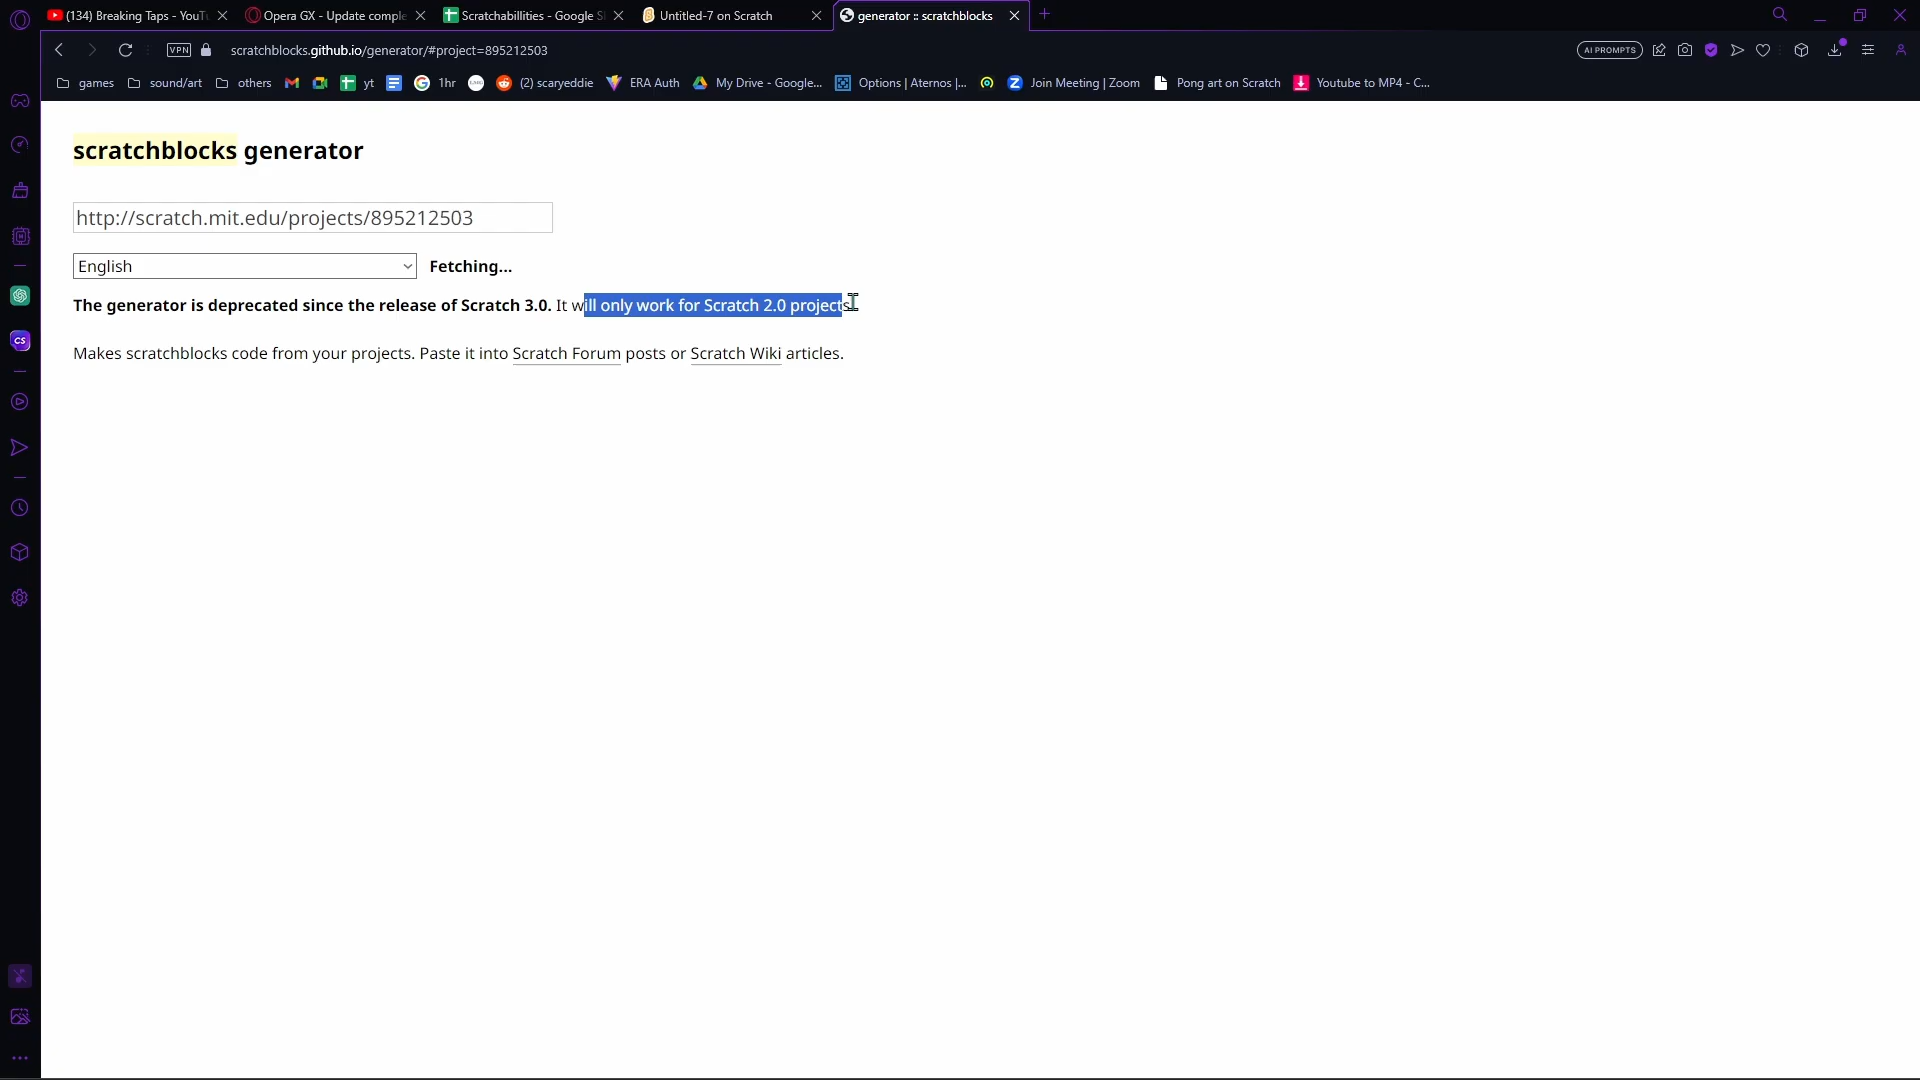 (134) Breaking Taps - YouTu
Opera GX - Update comple
Scratchabillities - Google S
Untitled-7 on Scratch
generator :: scratchblocks
VPN
scratchblocks.github.io/generator/#project=895212503
AI PROMPTS
games
sound/art
others
yt
1hr
(2) scaryeddie
ERA Auth
My Drive - Google...
Options | Aternos |...
Join Meeting | Zoom
Pong art on Scratch
Youtube to MP4 - C...
CS
scratchblocks generator
http://scratch.mit.edu/projects/895212503
English
Fetching...
The generator is deprecated since the release of Scratch 3.0. It will only work for Scratch 2.0 projects.
Makes scratchblocks code from your projects. Paste it into Scratch Forum posts or Scratch Wiki articles.